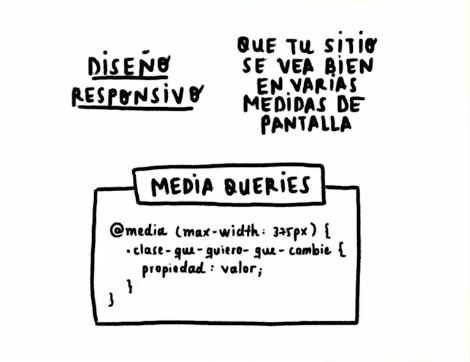 DISEÑO
RESPONSIVO
QUE TU SITIO
SE VEA BIEN
EN VARIAS
MEDIDAS DE
PANTALLA
MEDIA QUERIES
@media (max-width: 375px) {
.clase-que-quiero-que-cambie {
propiedad: valor;
}
}